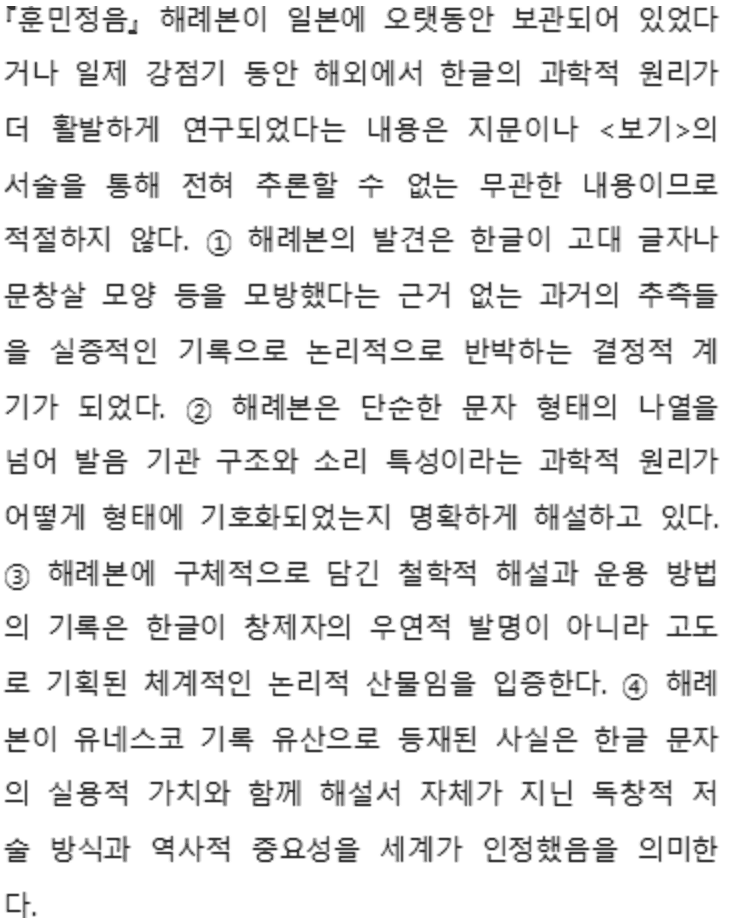 『훈민정음』 해례본이 일본에 오랫동안 보관되어 있었다
거나 일제 강점기 동안 해외에서 한글의 과학적 원리가
더 활발하게 연구되었다는 내용은 지문이나 <보기>의
서술을 통해 전혀 추론할 수 없는 무관한 내용이므로
적절하지 않다. ① 해례본의 발견은 한글이 고대 글자나
문창살 모양 등을 모방했다는 근거 없는 과거의 추측들
을 실증적인 기록으로 논리적으로 반박하는 결정적 계
기가 되었다. ② 해례본은 단순한 문자 형태의 나열을
넘어 발음 기관 구조와 소리 특성이라는 과학적 원리가
어떻게 형태에 기호화되었는지 명확하게 해설하고 있다.
③ 해례본에 구체적으로 담긴 철학적 해설과 운용 방법
의 기록은 한글이 창제자의 우연적 발명이 아니라 고도
로 기획된 체계적인 논리적 산물임을 입증한다. ④ 해례
본이 유네스코 기록 유산으로 등재된 사실은 한글 문자
의 실용적 가치와 함께 해설서 자체가 지닌 독창적 저
술 방식과 역사적 중요성을 세계가 인정했음을 의미한
다.